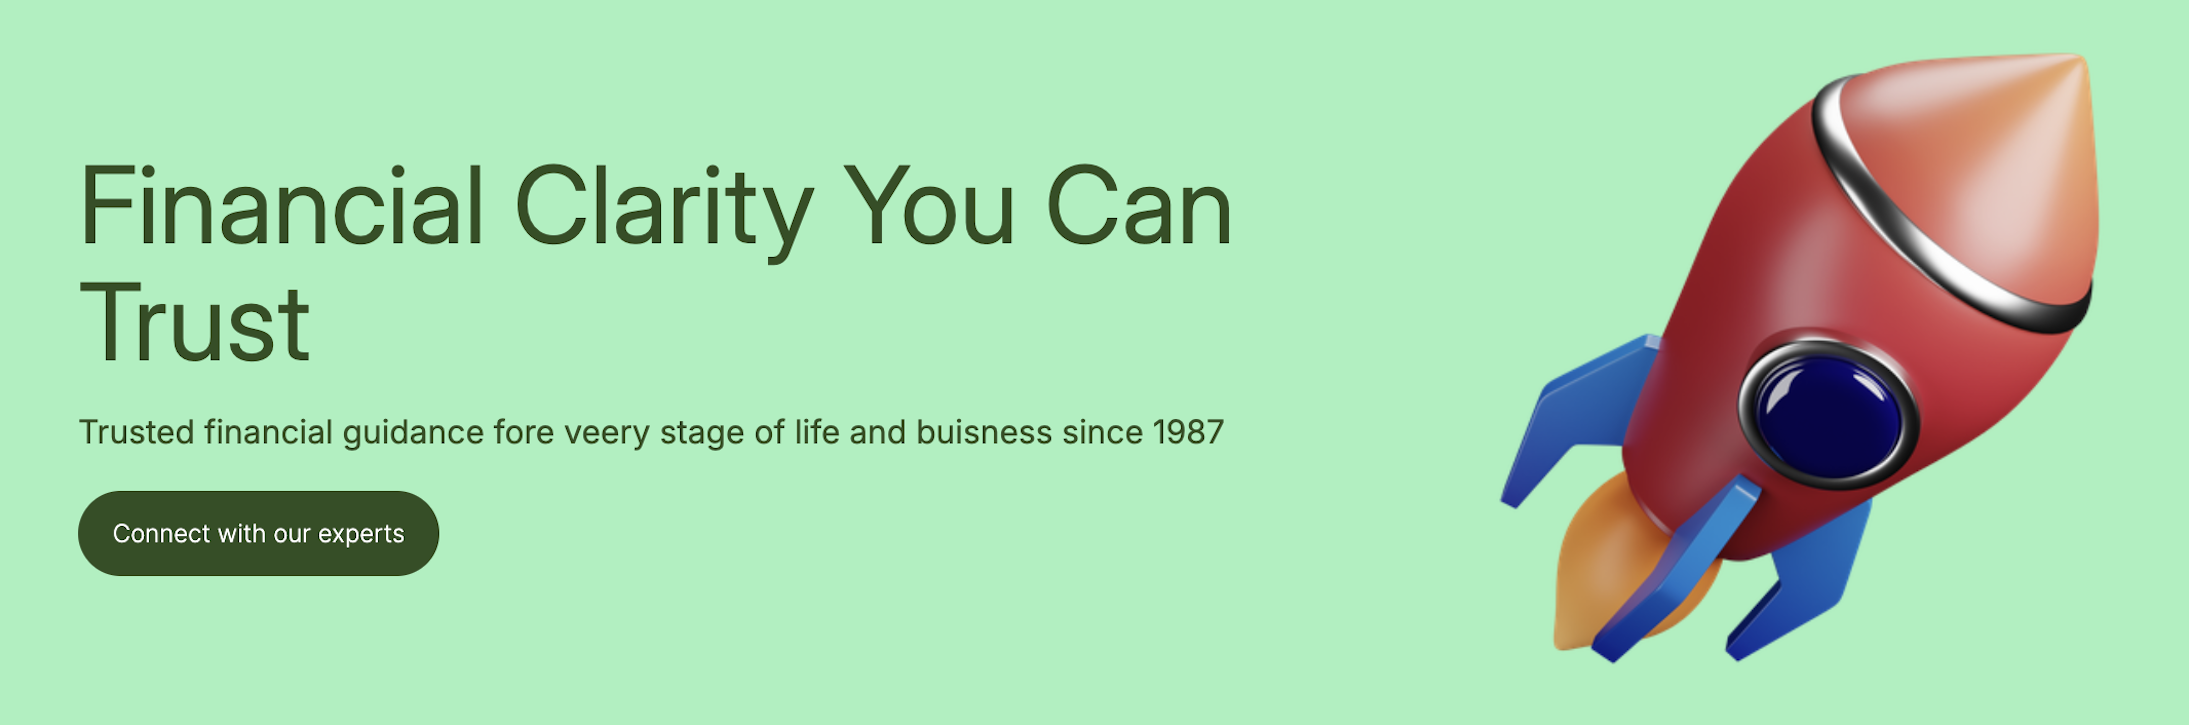 Financial Clarity You Can
Trust
Trusted financial guidance fore veery stage of life and buisness since 1987
Connect with our experts